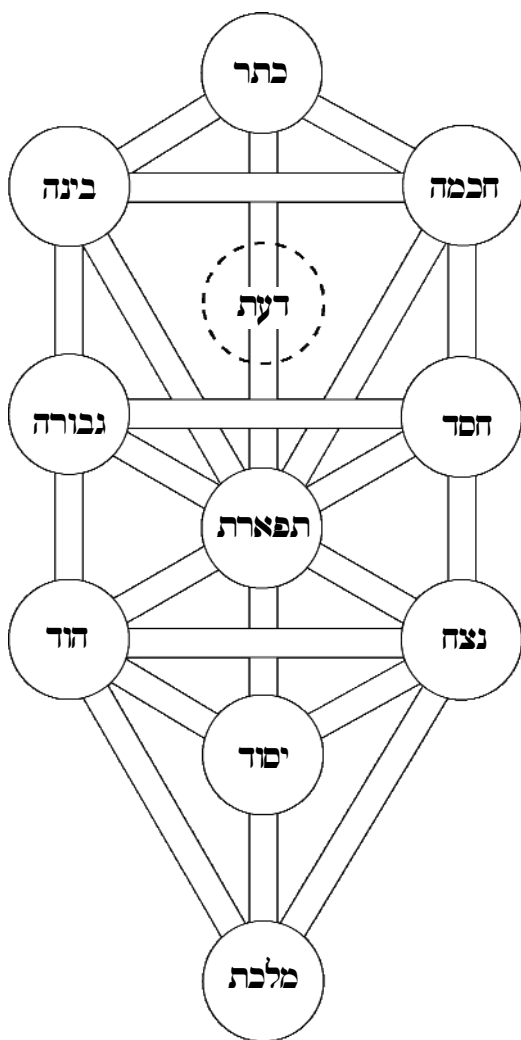 כתר
חכמה
בינה
דעת
חסד
גבורה
תפארת
נצח
הוד
יסוד
מלכת